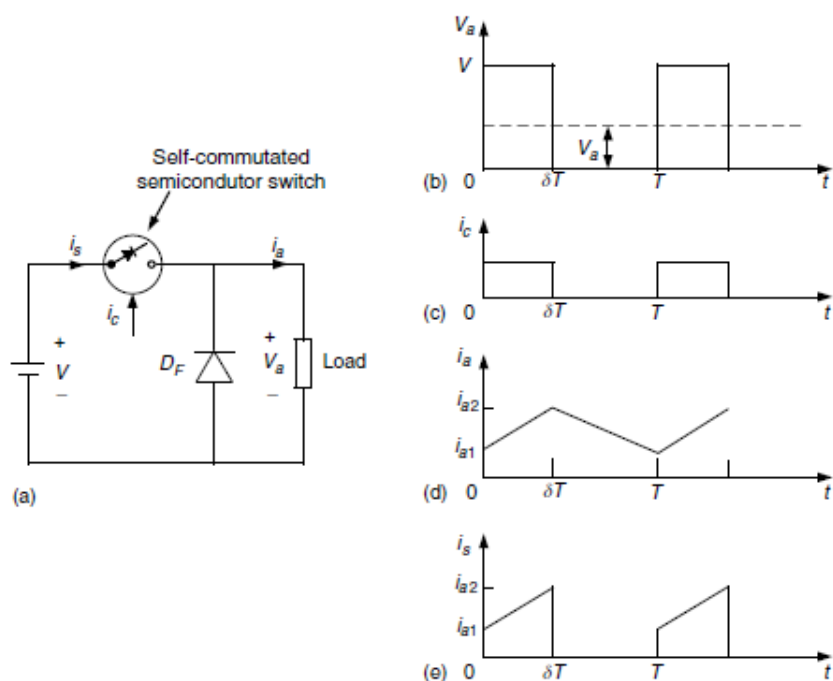 Self-commutated
semicondutor switch
i_s
i_a
i_c
+
V
−
D_F
+
V_a
−
Load
(a)
V_a
V
V_a
(b) 0 δT T t
i_c
(c) 0 δT T t
i_a
i_a2
i_a1
(d) 0 δT T t
i_s
i_a2
i_a1
(e) 0 δT T t